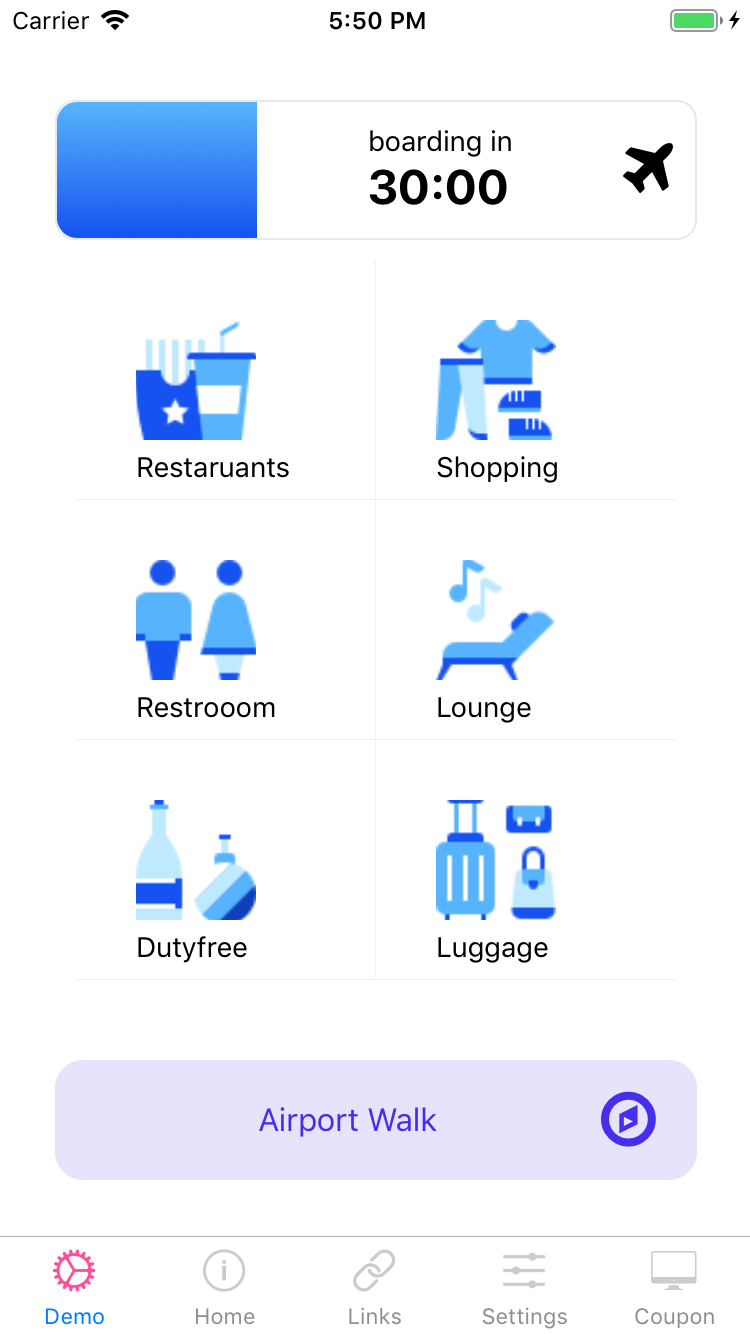 Carrier
5:50 PM
boarding in
30:00
Restaruants
Shopping
Restrooom
Lounge
Dutyfree
Luggage
Airport Walk
Demo
Home
Links
Settings
Coupon